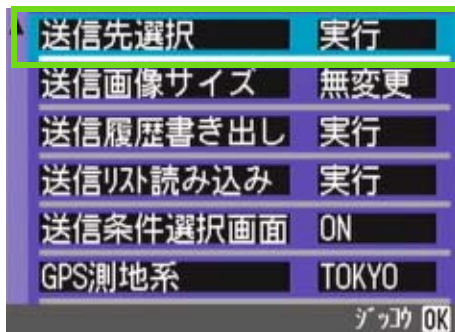 送信先選択 実行
送信画像サイズ 無変更
送信履歴書き出し 実行
送信リスト読み込み 実行
送信条件選択画面 ON
GPS測地系 TOKYO
ジッコウ OK